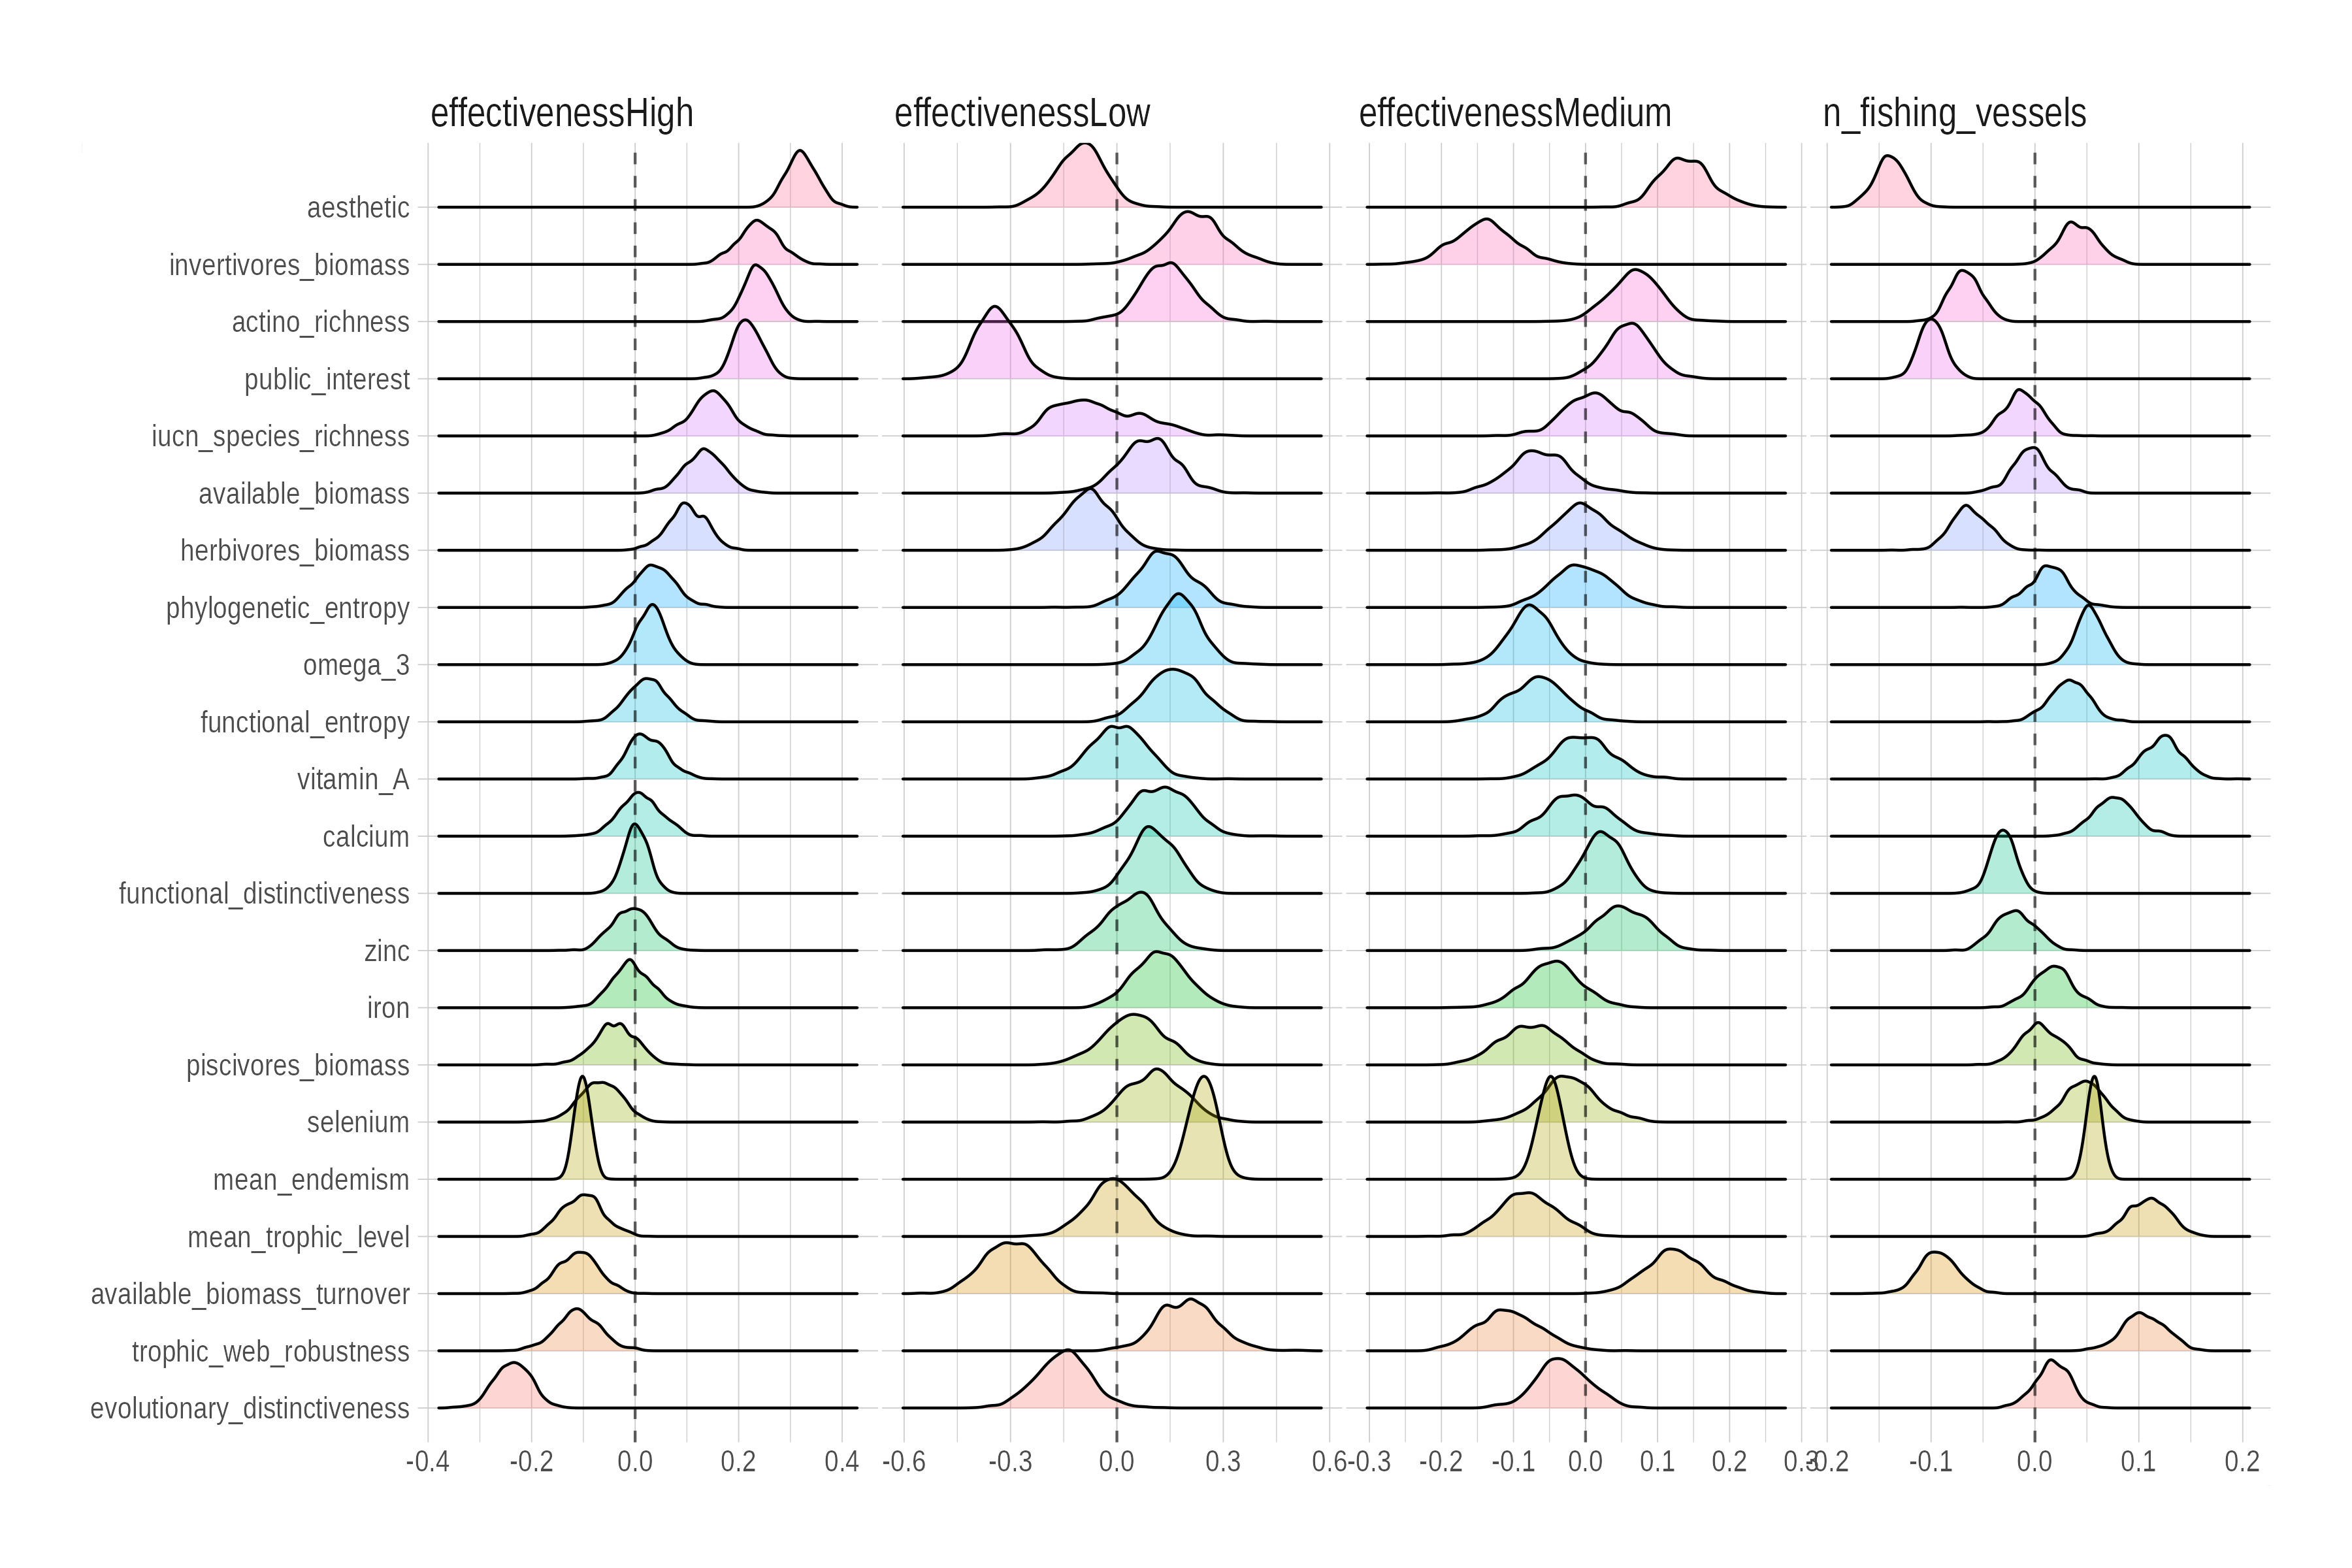 effectivenessHigh effectivenessLow effectivenessMedium n_fishing_vessels
aesthetic
invertivores_biomass
actino_richness
public_interest
iucn_species_richness
available_biomass
herbivores_biomass
phylogenetic_entropy
omega_3
functional_entropy
vitamin_A
calcium
functional_distinctiveness
zinc
iron
piscivores_biomass
selenium
mean_endemism
mean_trophic_level
available_biomass_turnover
trophic_web_robustness
evolutionary_distinctiveness
-0.4 -0.2 0.0 0.2 0.4 -0.6 -0.3 0.0 0.3 0.6 -0.3 -0.2 -0.1 0.0 0.1 0.2 0.3 -0.2 -0.1 0.0 0.1 0.2